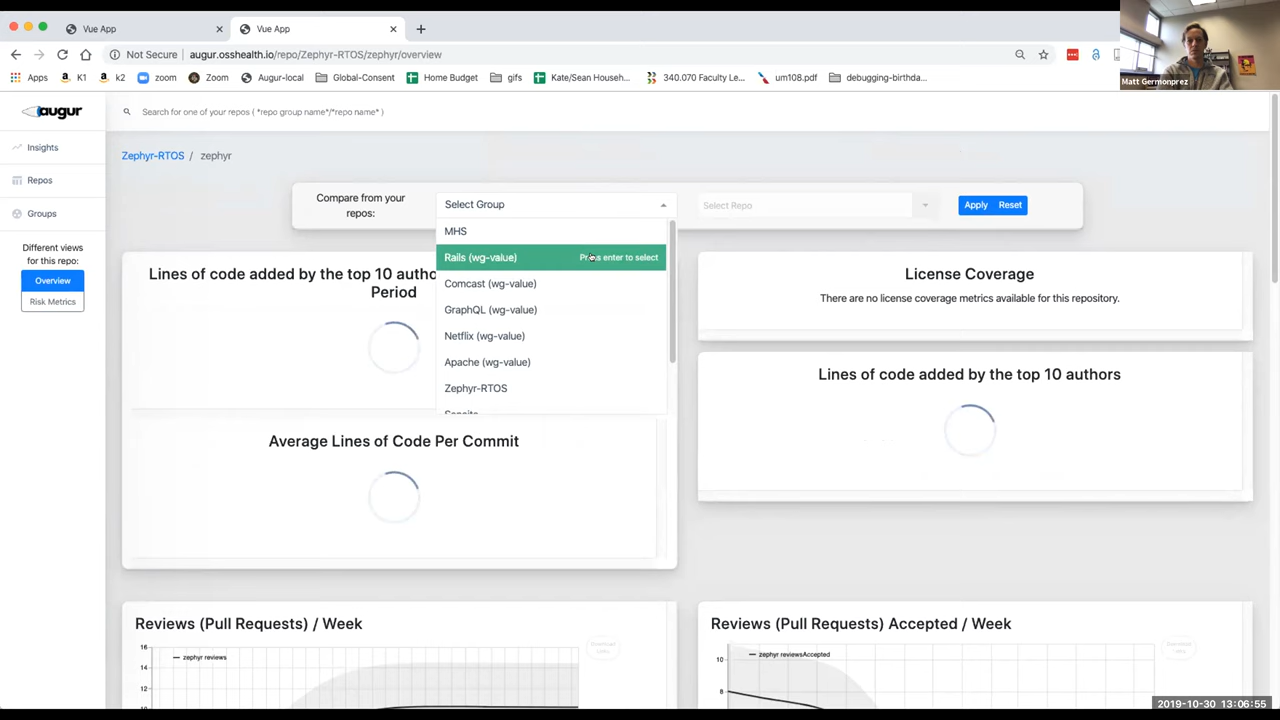 Vue App
Vue App
Not Secure
augur.osshealth.io/repo/Zephyr-RTOS/zephyr/overview
Apps
K1
k2
zoom
Zoom
Augur-local
Global-Consent
Home Budget
gifs
Kate/Sean Househ...
340.070 Faculty Le...
um108.pdf
debugging-birthda...
Matt Germonprez
augur
Search for one of your repos ( *repo group name*/*repo name* )
Insights
Repos
Groups
Different views
for this repo:
Overview
Risk Metrics
Zephyr-RTOS / zephyr
Compare from your
repos:
Select Group
Select Repo
Apply
Reset
MHS
Rails (wg-value)
Press enter to select
Comcast (wg-value)
GraphQL (wg-value)
Netflix (wg-value)
Apache (wg-value)
Zephyr-RTOS
Lines of code added by the top 10 autho
Period
License Coverage
There are no license coverage metrics available for this repository.
Lines of code added by the top 10 authors
Average Lines of Code Per Commit
Reviews (Pull Requests) / Week
zephyr reviews
16
14
12
10
Reviews (Pull Requests) Accepted / Week
zephyr reviewsAccepted
10
8
2019-10-30 13:06:55